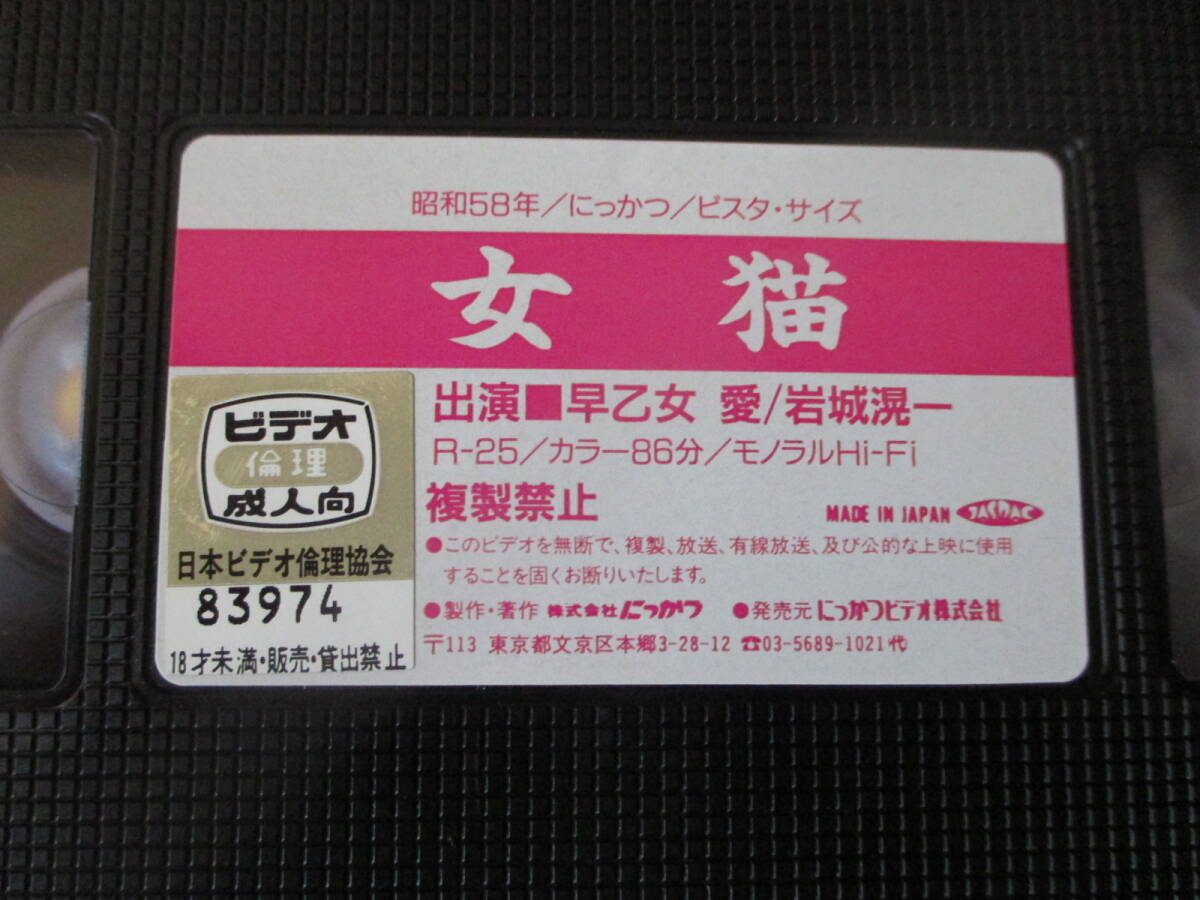 昭和58年/にっかつ/ビスタ・サイズ
女猫
出演■早乙女 愛/岩城滉一
R-25/カラー86分/モノラルHi-Fi
複製禁止
MADE IN JAPAN JASRAC
●このビデオを無断で、複製、放送、有線放送、及び公的な上映に使用
することを固くお断りいたします。
●製作・著作 株式会社にっかつ ●発売元 にっかつビデオ株式会社
〒113 東京都文京区本郷3-28-12 ☎03-5689-1021代
ビデオ
倫理
成人向
日本ビデオ倫理協会
83974
18才未満・販売・貸出禁止